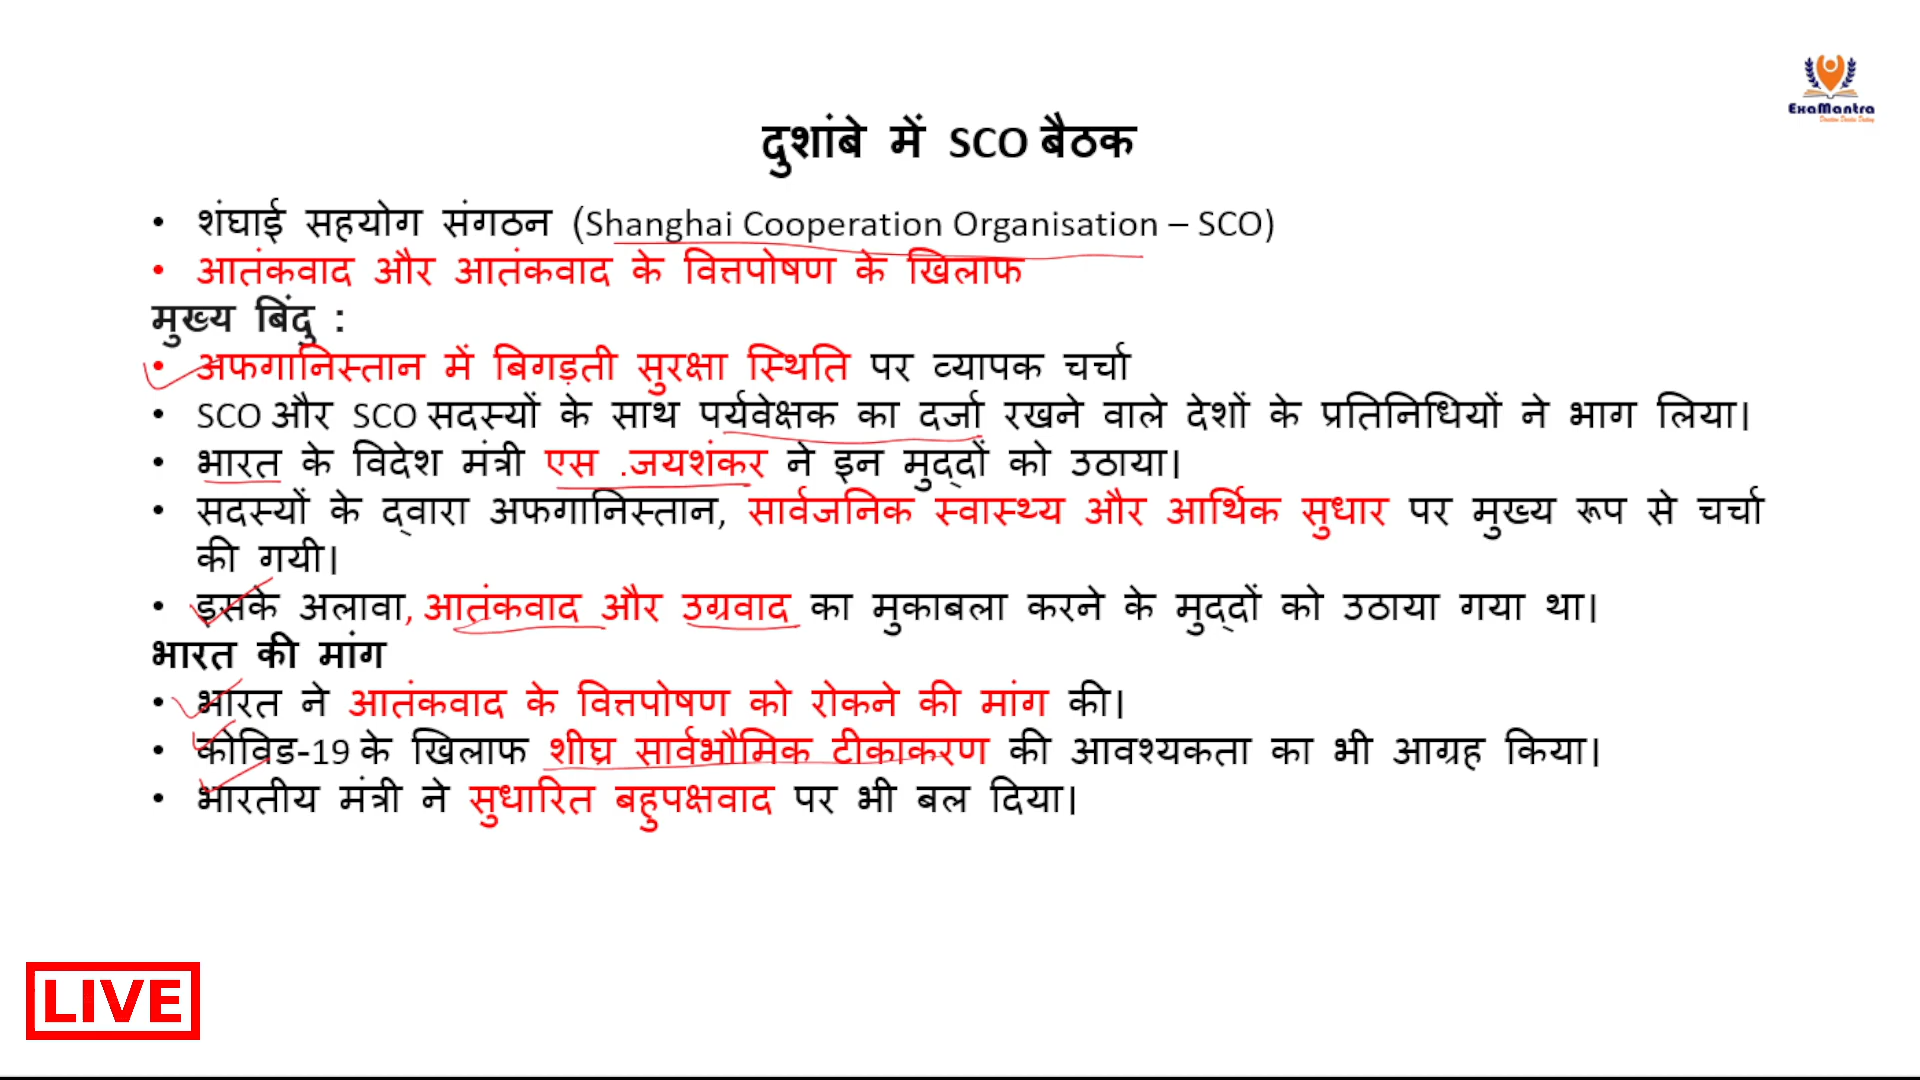 ExaMantra
दुशांबे में SCO बैठक
• शंघाई सहयोग संगठन (Shanghai Cooperation Organisation – SCO)
• आतंकवाद और आतंकवाद के वित्तपोषण के खिलाफ
मुख्य बिंदु :
• अफगानिस्तान में बिगड़ती सुरक्षा स्थिति पर व्यापक चर्चा
• SCO और SCO सदस्यों के साथ पर्यवेक्षक का दर्जा रखने वाले देशों के प्रतिनिधियों ने भाग लिया।
• भारत के विदेश मंत्री एस .जयशंकर ने इन मुद्दों को उठाया।
• सदस्यों के द्वारा अफगानिस्तान, सार्वजनिक स्वास्थ्य और आर्थिक सुधार पर मुख्य रूप से चर्चा
की गयी।
• इसके अलावा, आतंकवाद और उग्रवाद का मुकाबला करने के मुद्दों को उठाया गया था।
भारत की मांग
• भारत ने आतंकवाद के वित्तपोषण को रोकने की मांग की।
• कोविड-19 के खिलाफ शीघ्र सार्वभौमिक टीकाकरण की आवश्यकता का भी आग्रह किया।
• भारतीय मंत्री ने सुधारित बहुपक्षवाद पर भी बल दिया।
LIVE